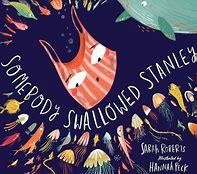 SOMEBODY SWALLOWED STANLEY
SARAH ROBERTS
Illustrated by
HANNAH PECK